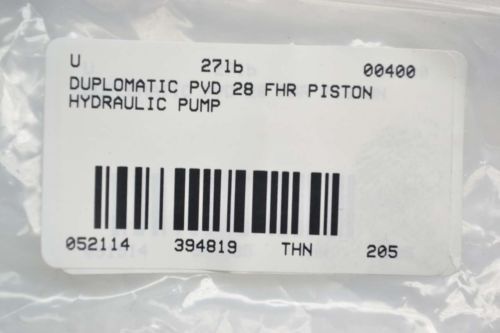 U 271b 00400
DUPLOMATIC PVD 28 FHR PISTON
HYDRAULIC PUMP
052114 394819 THN 205